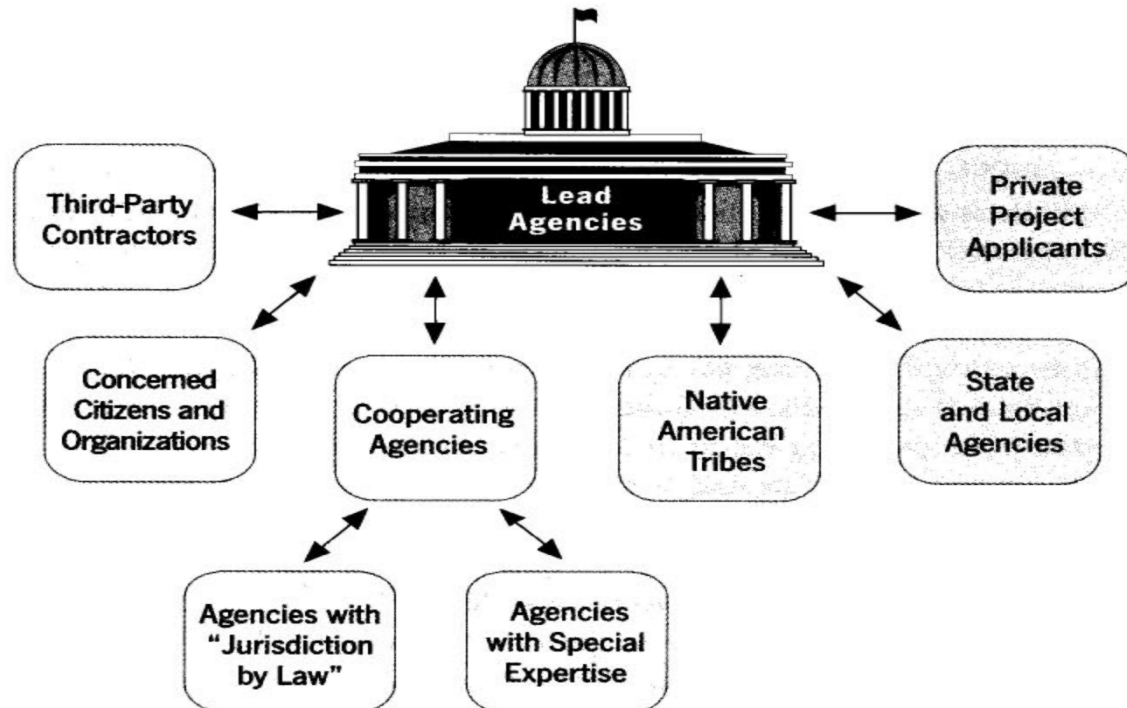 Lead
Agencies
Third-Party
Contractors
Private
Project
Applicants
Concerned
Citizens and
Organizations
Cooperating
Agencies
Native
American
Tribes
State
and Local
Agencies
Agencies with
“Jurisdiction
by Law”
Agencies
with Special
Expertise